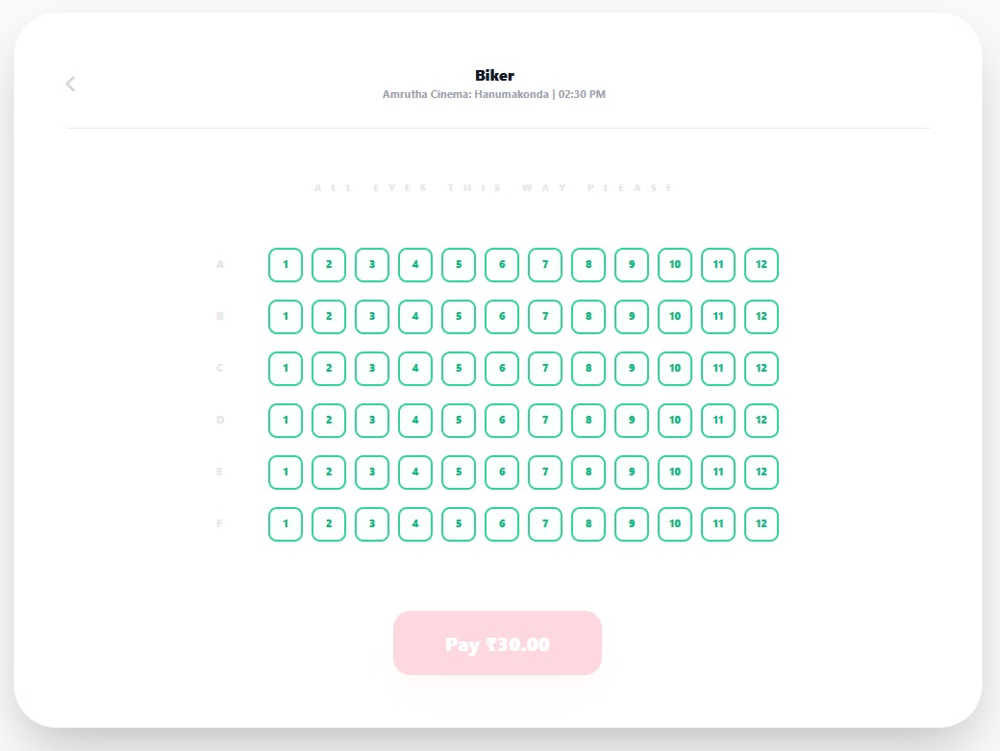 Biker
Amrutha Cinema: Hanumakonda | 02:30 PM
ALL EYES THIS WAY PLEASE
A 1 2 3 4 5 6 7 8 9 10 11 12
B 1 2 3 4 5 6 7 8 9 10 11 12
C 1 2 3 4 5 6 7 8 9 10 11 12
D 1 2 3 4 5 6 7 8 9 10 11 12
E 1 2 3 4 5 6 7 8 9 10 11 12
F 1 2 3 4 5 6 7 8 9 10 11 12
Pay ₹30.00